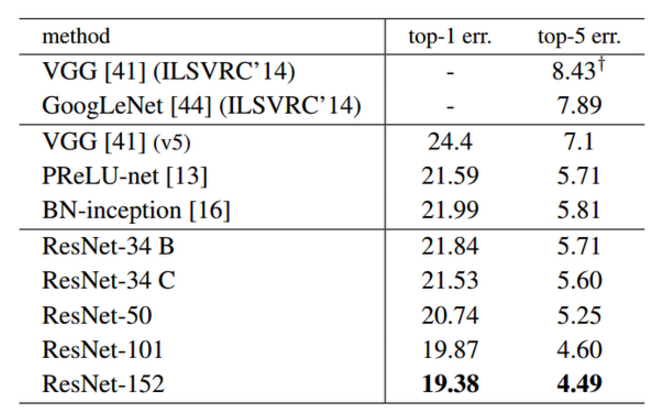 method top-1 err. top-5 err.
VGG [41] (ILSVRC’14) - 8.43†
GoogLeNet [44] (ILSVRC’14) - 7.89
VGG [41] (v5) 24.4 7.1
PReLU-net [13] 21.59 5.71
BN-inception [16] 21.99 5.81
ResNet-34 B 21.84 5.71
ResNet-34 C 21.53 5.60
ResNet-50 20.74 5.25
ResNet-101 19.87 4.60
ResNet-152 19.38 4.49